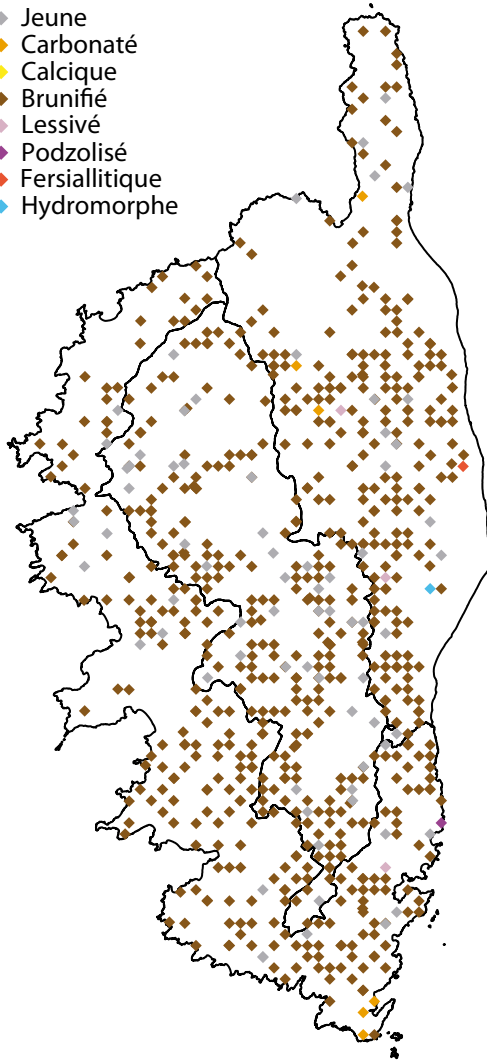 Jeune
Carbonaté
Calcique
Brunifié
Lessivé
Podzolisé
Fersiallitique
Hydromorphe